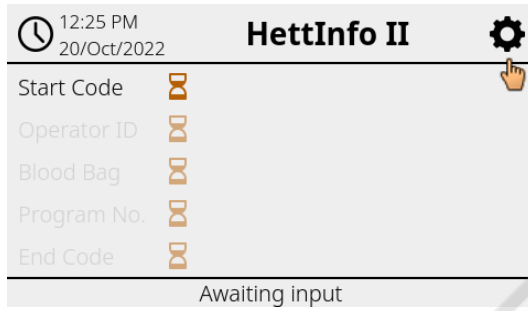 12:25 PM
20/Oct/2022
HettInfo II
Start Code
Operator ID
Blood Bag
Program No.
End Code
Awaiting input